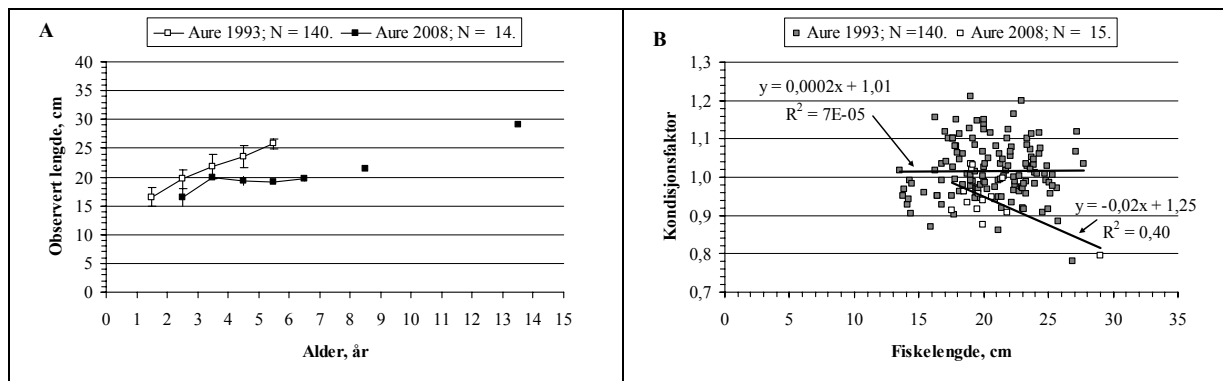 A
Aure 1993; N = 140. Aure 2008; N = 14.
Observert lengde, cm
40
35
30
25
20
15
10
5
0
0 1 2 3 4 5 6 7 8 9 10 11 12 13 14 15
Alder, år
B
Aure 1993; N =140. Aure 2008; N = 15.
Kondisjonsfaktor
1,3
1,2
1,1
1,0
0,9
0,8
0,7
y = 0,0002x + 1,01
R² = 7E-05
y = -0,02x + 1,25
R² = 0,40
0 5 10 15 20 25 30 35
Fiskelengde, cm